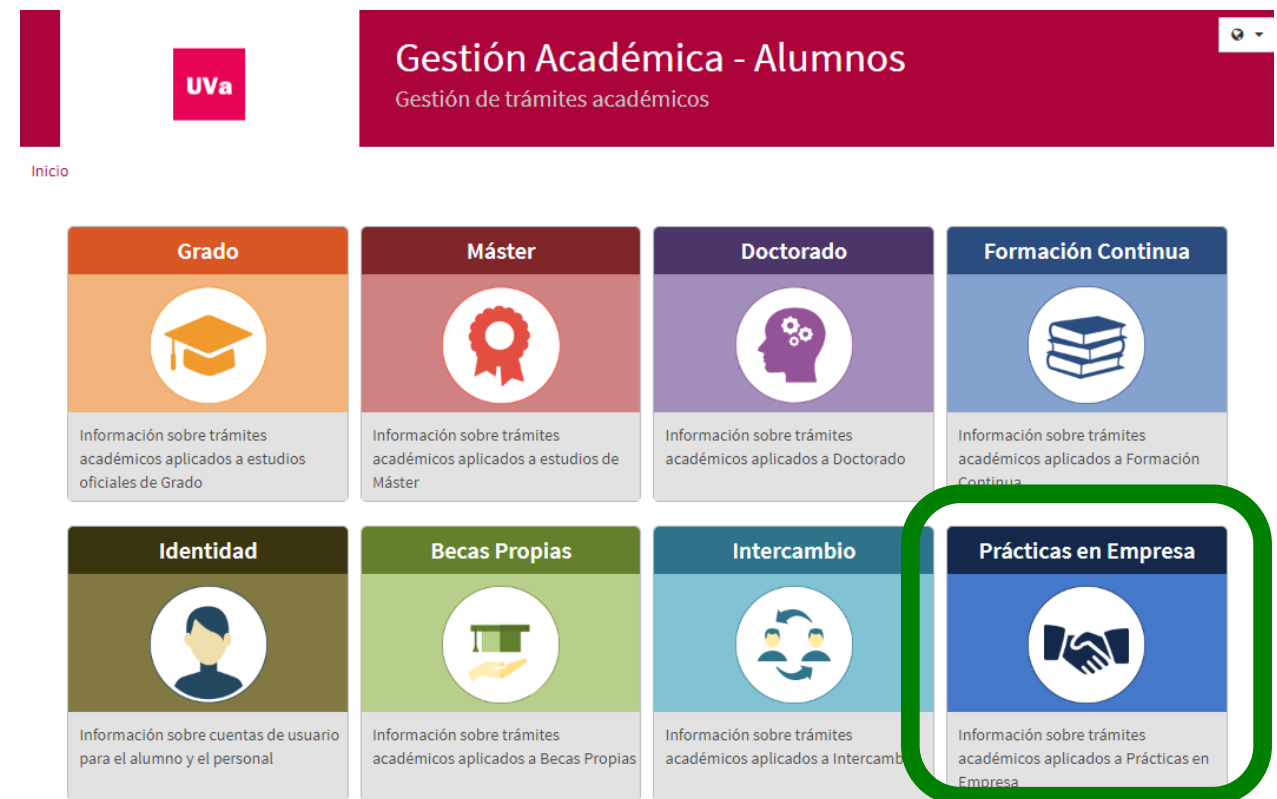 UVa
Gestión Académica - Alumnos
Gestión de trámites académicos
Inicio
Grado
Información sobre trámites
académicos aplicados a estudios
oficiales de Grado
Máster
Información sobre trámites
académicos aplicados a estudios de
Máster
Doctorado
Información sobre trámites
académicos aplicados a Doctorado
Formación Continua
Información sobre trámites
académicos aplicados a Formación
Continua
Identidad
Información sobre cuentas de usuario
para el alumno y el personal
Becas Propias
Información sobre trámites
académicos aplicados a Becas Propias
Intercambio
Información sobre trámites
académicos aplicados a Intercamb
Prácticas en Empresa
Información sobre trámites
académicos aplicados a Prácticas en
Empresa